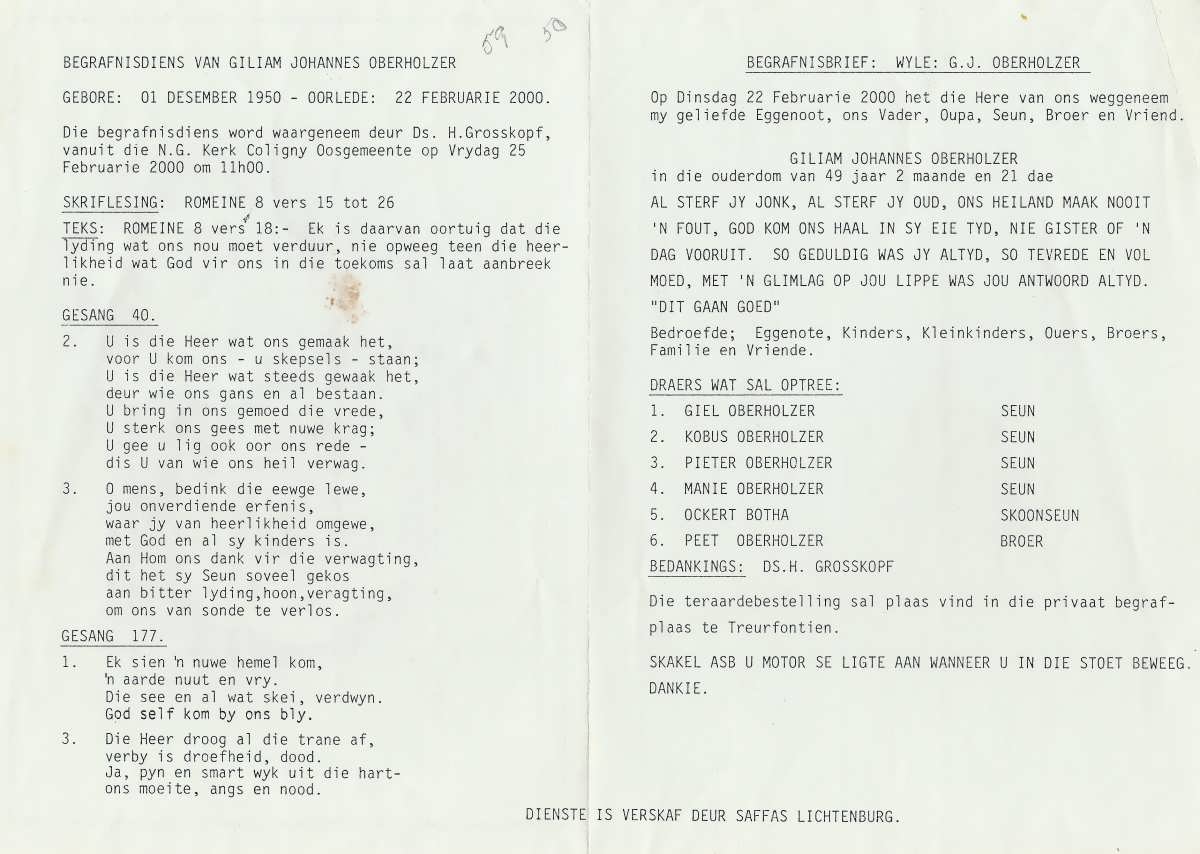 59 50
BEGRAFNISDIENS VAN GILIAM JOHANNES OBERHOLZER
GEBORE: 01 DESEMBER 1950 - OORLEDE: 22 FEBRUARIE 2000.
Die begrafnisdiens word waargeneem deur Ds. H.Grosskopf,
vanuit die N.G. Kerk Coligny Oosgemeente op Vrydag 25
Februarie 2000 om 11h00.
SKRIFLESING: ROMEINE 8 vers 15 tot 26
TEKS: ROMEINE 8 vers 18:- Ek is daarvan oortuig dat die
lyding wat ons nou moet verduur, nie opweeg teen die heer-
likheid wat God vir ons in die toekoms sal laat aanbreek
nie.
GESANG 40.
2. U is die Heer wat ons gemaak het,
voor U kom ons - u skepsels - staan;
U is die Heer wat steeds gewaak het,
deur wie ons gans en al bestaan.
U bring in ons gemoed die vrede,
U sterk ons gees met nuwe krag;
U gee u lig ook oor ons rede -
dis U van wie ons heil verwag.
3. O mens, bedink die eewge lewe,
jou onverdiende erfenis,
waar jy van heerlikheid omgewe,
met God en al sy kinders is.
Aan Hom ons dank vir die verwagting,
dit het sy Seun soveel gekos
aan bitter lyding,hoon,veragting,
om ons van sonde te verlos.
GESANG 177.
1. Ek sien 'n nuwe hemel kom,
'n aarde nuut en vry.
Die see en al wat skei, verdwyn.
God self kom by ons bly.
3. Die Heer droog al die trane af,
verby is droefheid, dood.
Ja, pyn en smart wyk uit die hart-
ons moeite, angs en nood.
BEGRAFNISBRIEF: WYLE: G.J. OBERHOLZER
Op Dinsdag 22 Februarie 2000 het die Here van ons weggeneem
my geliefde Eggenoot, ons Vader, Oupa, Seun, Broer en Vriend.
GILIAM JOHANNES OBERHOLZER
in die ouderdom van 49 jaar 2 maande en 21 dae
AL STERF JY JONK, AL STERF JY OUD, ONS HEILAND MAAK NOOIT
'N FOUT, GOD KOM ONS HAAL IN SY EIE TYD, NIE GISTER OF 'N
DAG VOORUIT. SO GEDULDIG WAS JY ALTYD, SO TEVREDE EN VOL
MOED, MET 'N GLIMLAG OP JOU LIPPE WAS JOU ANTWOORD ALTYD.
"DIT GAAN GOED"
Bedroefde; Eggenote, Kinders, Kleinkinders, Ouers, Broers,
Familie en Vriende.
DRAERS WAT SAL OPTREE:
1. GIEL OBERHOLZER SEUN
2. KOBUS OBERHOLZER SEUN
3. PIETER OBERHOLZER SEUN
4. MANIE OBERHOLZER SEUN
5. OCKERT BOTHA SKOONSEUN
6. PEET OBERHOLZER BROER
BEDANKINGS: DS.H. GROSSKOPF
Die teraardebestelling sal plaas vind in die privaat begraf-
plaas te Treurfontien.
SKAKEL ASB U MOTOR SE LIGTE AAN WANNEER U IN DIE STOET BEWEEG.
DANKIE.
DIENSTE IS VERSKAF DEUR SAFFAS LICHTENBURG.